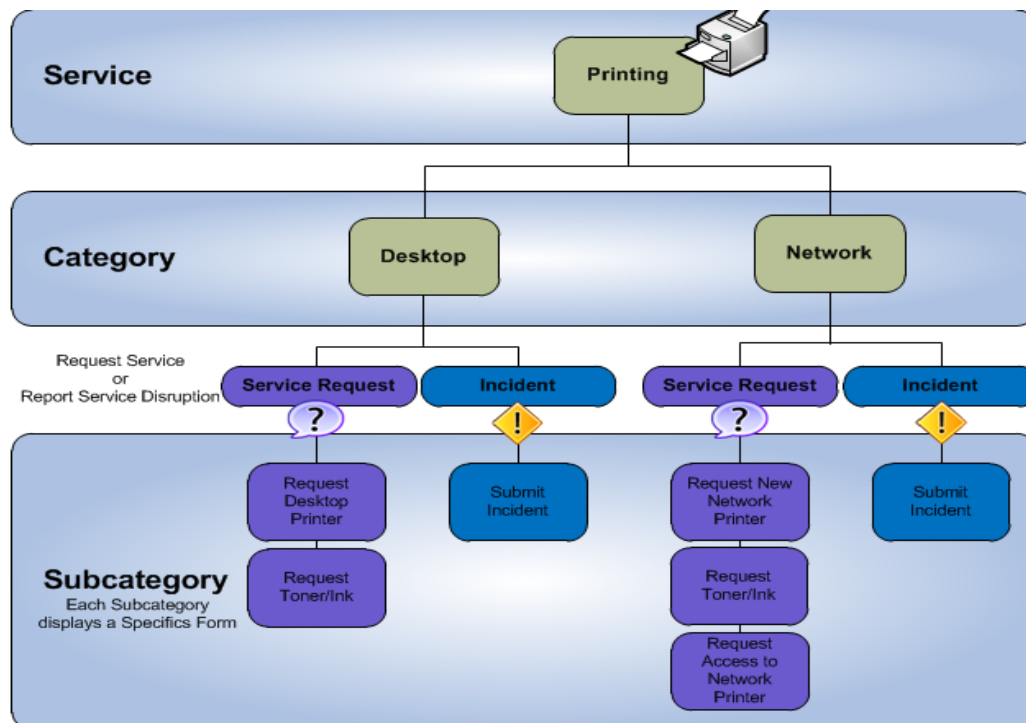 Service
Printing
Category
Desktop
Network
Request Service
or
Report Service Disruption
Service Request
Incident
Service Request
Incident
?
!
?
!
Request
Desktop
Printer
Submit
Incident
Request New
Network
Printer
Submit
Incident
Subcategory
Each Subcategory
displays a Specifics Form
Request
Toner/Ink
Request
Toner/Ink
Request
Access to
Network
Printer